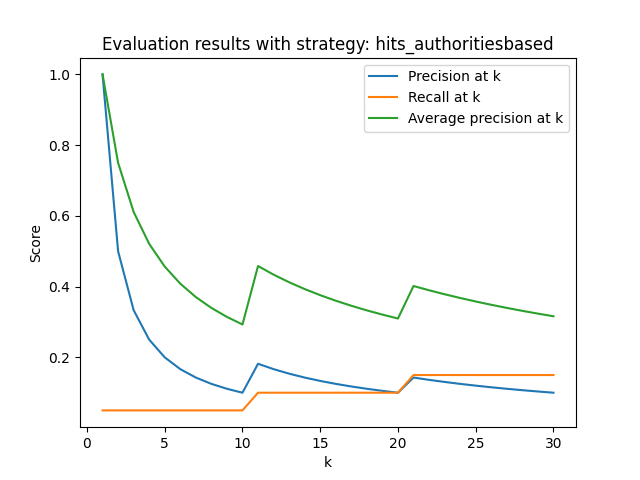 Evaluation results with strategy: hits_authoritiesbased
Precision at k
Recall at k
Average precision at k
Score
1.0
0.8
0.6
0.4
0.2
0 5 10 15 20 25 30
k